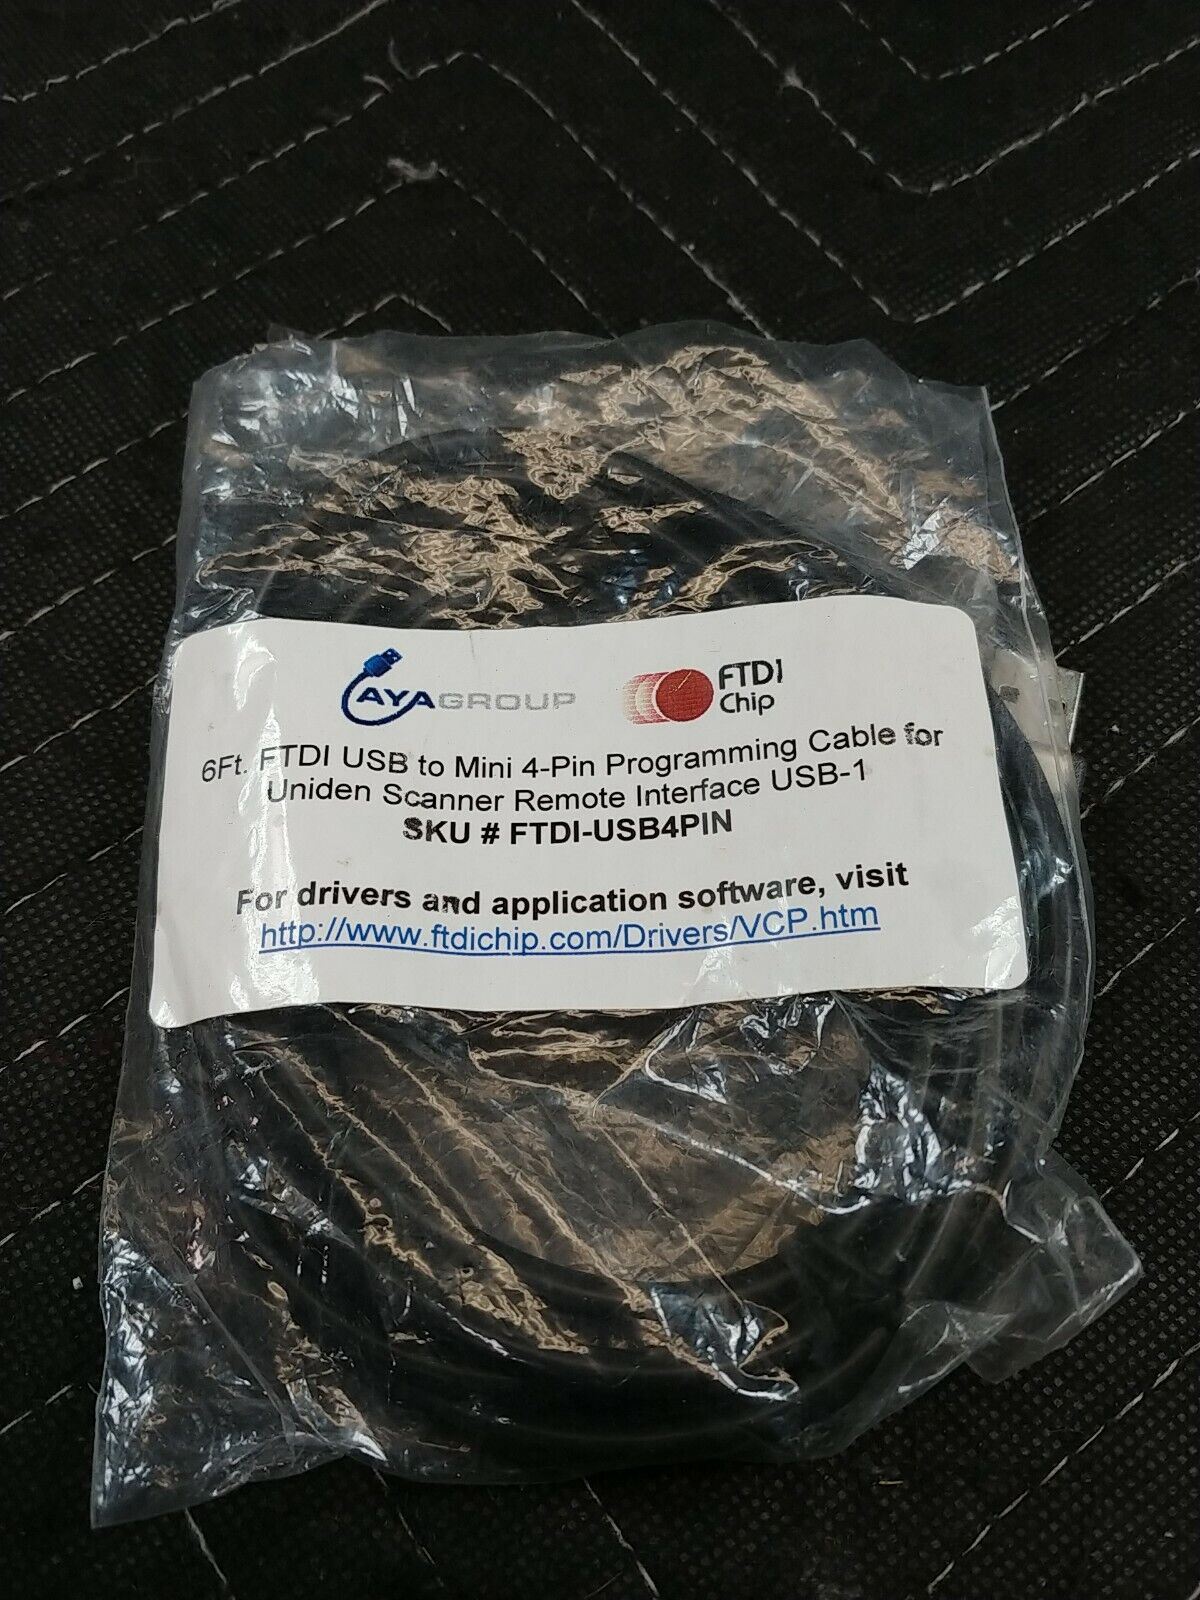 AYAGROUP
FTDI
Chip
6Ft. FTDI USB to Mini 4-Pin Programming Cable for
Uniden Scanner Remote Interface USB-1
SKU # FTDI-USB4PIN
For drivers and application software, visit
http://www.ftdichip.com/Drivers/VCP.htm